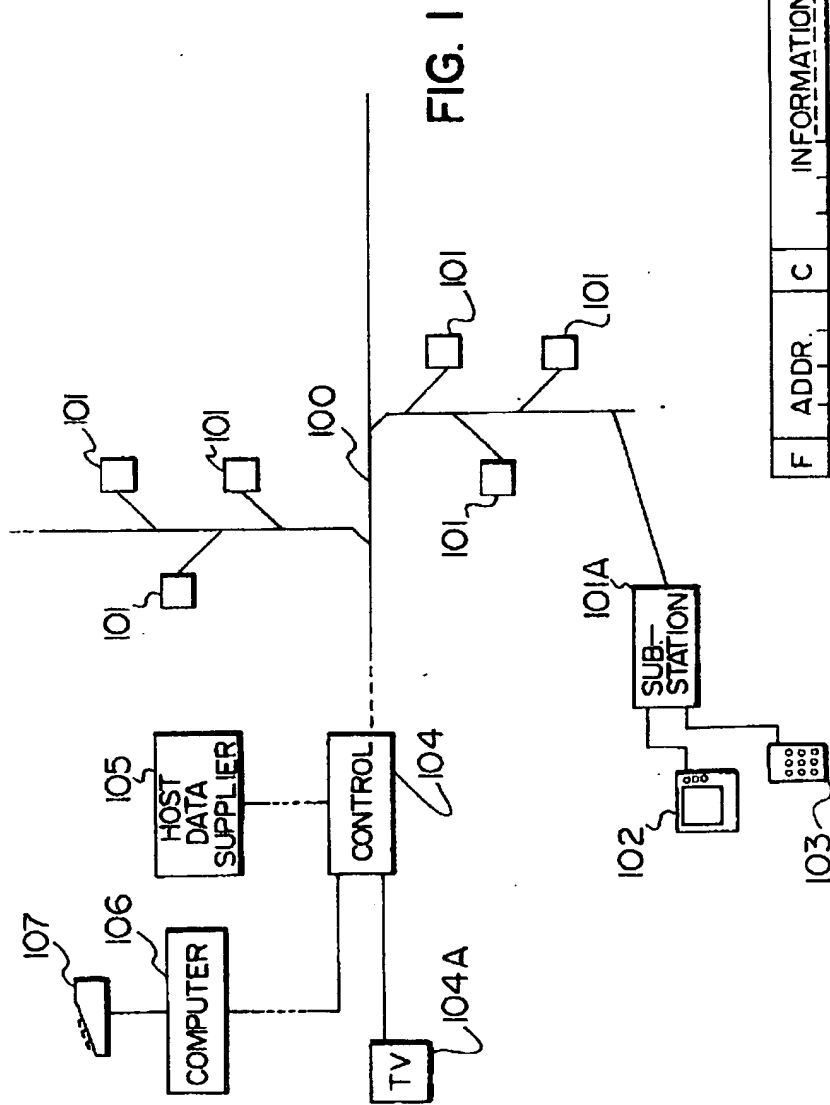 107
106
COMPUTER
105
HOST
DATA
SUPPLIER
CONTROL
104
TV
104A
101
101
101
100
101
101
101
101A
SUB-
STATION
102
103
FIG. 1
F ADDR. C INFORMATION